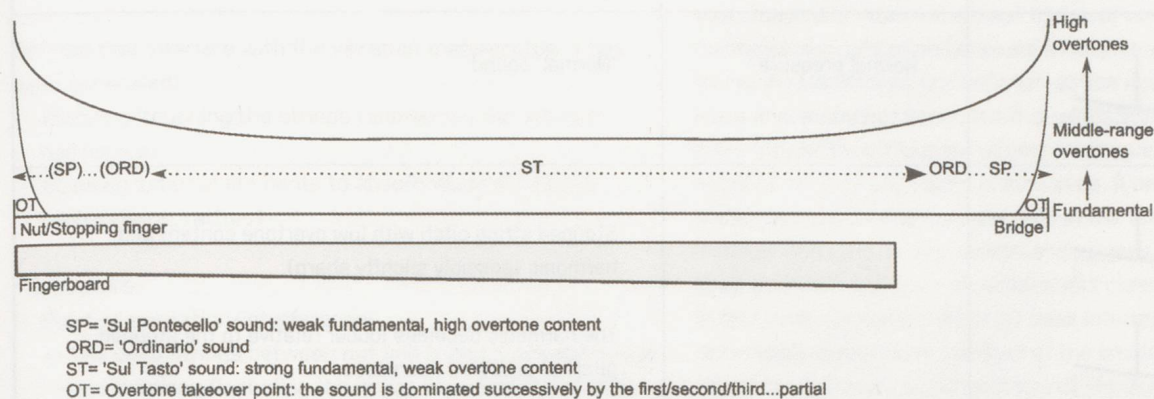 High
overtones
Middle-range
overtones
(SP)...(ORD)
ST
ORD... SP
OT
OT
Fundamental
Nut/Stopping finger
Bridge
Fingerboard
SP= 'Sul Pontecello' sound: weak fundamental, high overtone content
ORD= 'Ordinario' sound
ST= 'Sul Tasto' sound: strong fundamental, weak overtone content
OT= Overtone takeover point: the sound is dominated successively by the first/second/third...partial